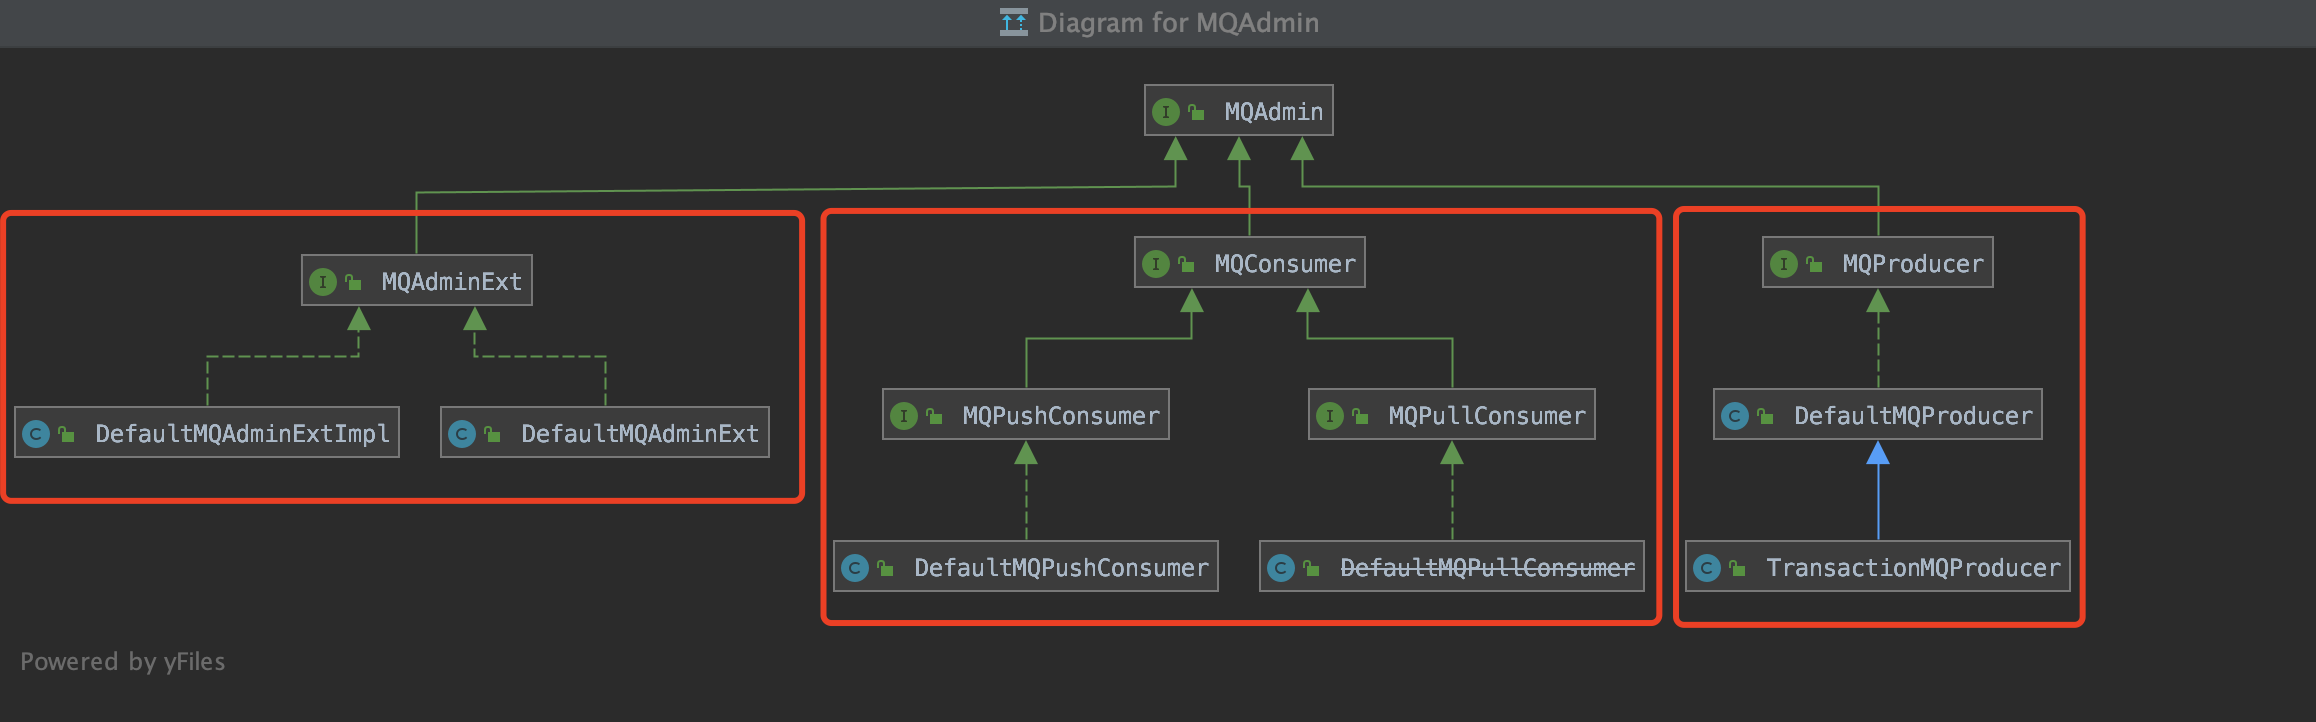 Diagram for MQAdmin
I MQAdmin
I MQAdminExt
I MQConsumer
I MQProducer
C DefaultMQAdminExtImpl
C DefaultMQAdminExt
I MQPushConsumer
I MQPullConsumer
C DefaultMQProducer
C DefaultMQPushConsumer
C DefaultMQPullConsumer
C TransactionMQProducer
Powered by yFiles